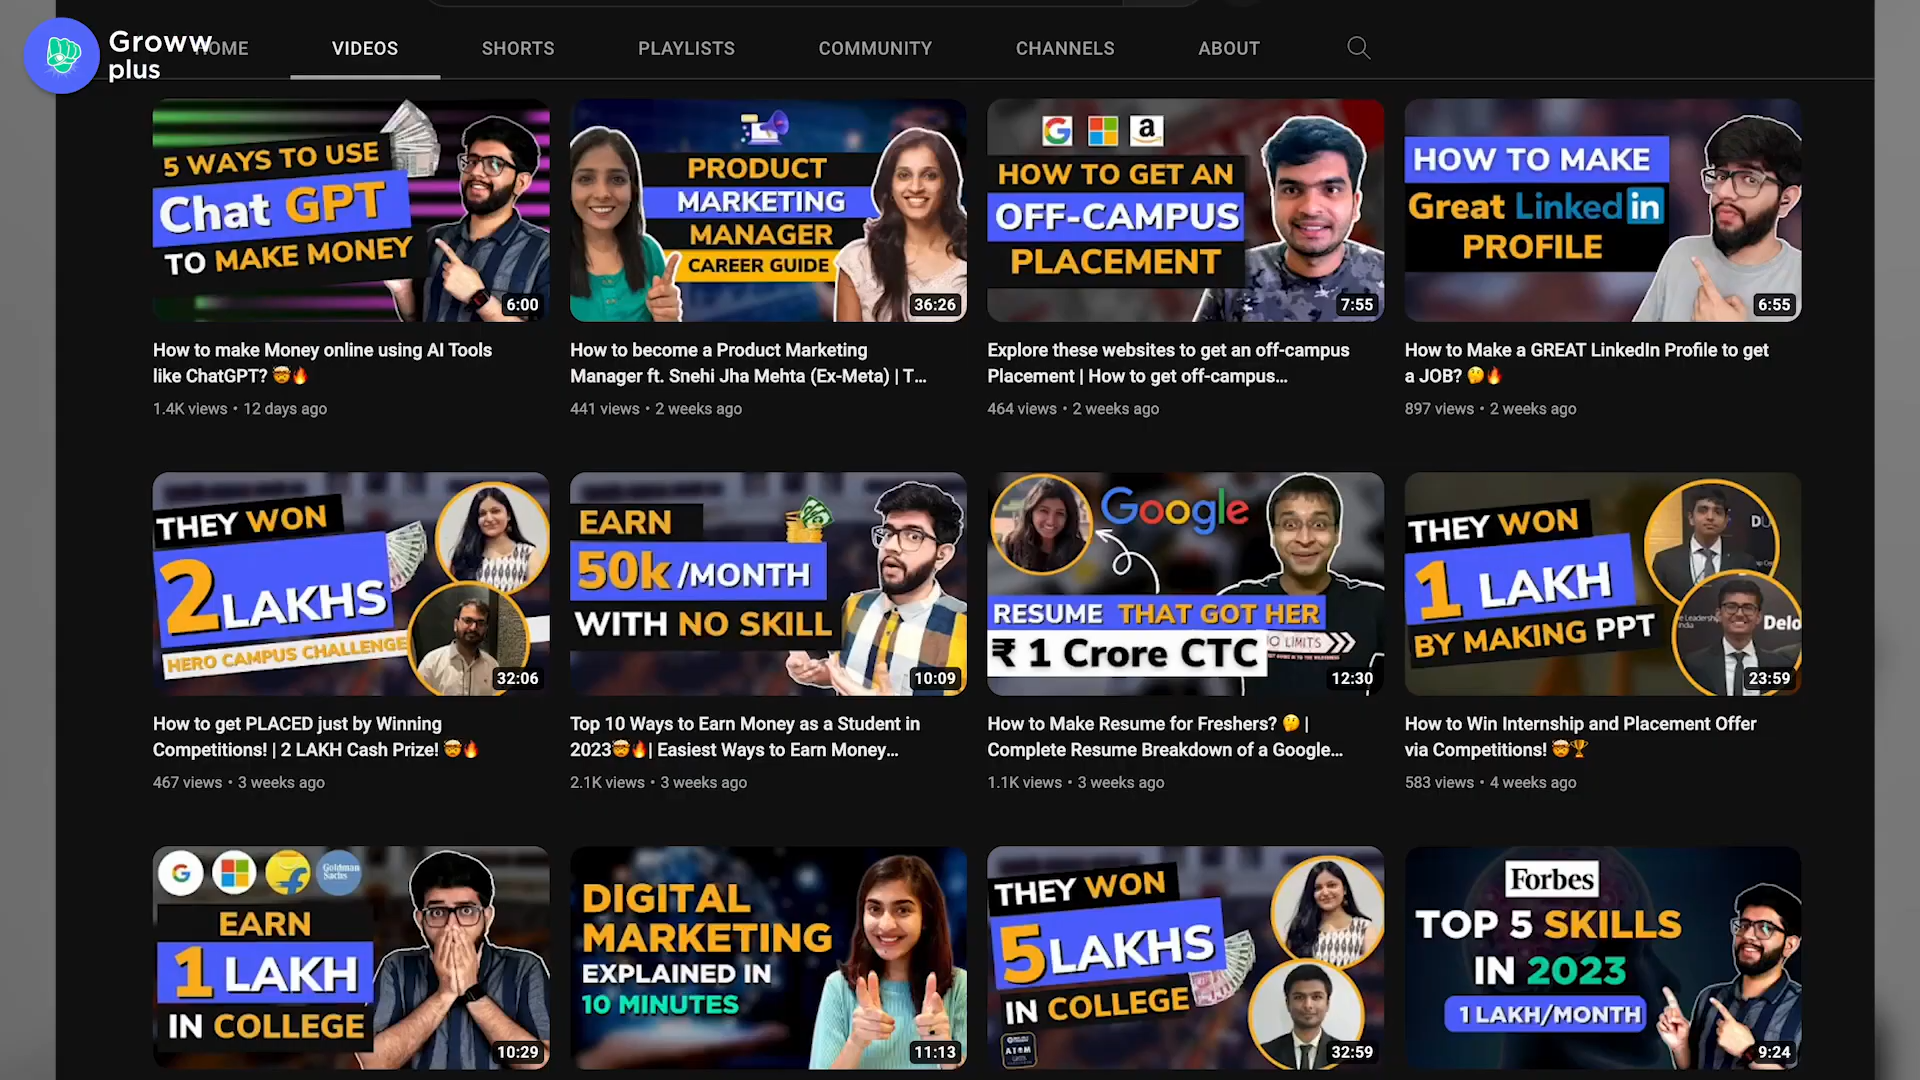 Groww
plus
OME
VIDEOS
SHORTS
PLAYLISTS
COMMUNITY
CHANNELS
ABOUT
5 WAYS TO USE
Chat GPT
TO MAKE MONEY
6:00
PRODUCT
MARKETING
MANAGER
CAREER GUIDE
36:26
G
a
HOW TO GET AN
OFF-CAMPUS
PLACEMENT
7:55
HOW TO MAKE
Great Linked in
PROFILE
6:55
How to make Money online using AI Tools
like ChatGPT? 🤯🔥
1.4K views • 12 days ago
How to become a Product Marketing
Manager ft. Snehi Jha Mehta (Ex-Meta) | T...
441 views • 2 weeks ago
Explore these websites to get an off-campus
Placement | How to get off-campus...
464 views • 2 weeks ago
How to Make a GREAT LinkedIn Profile to get
a JOB? 🤔🔥
897 views • 2 weeks ago
THEY WON
2 LAKHS
HERO CAMPUS CHALLENGE
32:06
EARN
50k /MONTH
WITH NO SKILL
10:09
Google
RESUME THAT GOT HER
₹ 1 Crore CTC
O LIMITS
12:30
THEY WON
1 LAKH
BY MAKING PPT
DU
Delo
23:59
How to get PLACED just by Winning
Competitions! | 2 LAKH Cash Prize! 🤯🔥
467 views • 3 weeks ago
Top 10 Ways to Earn Money as a Student in
2023🤯🔥| Easiest Ways to Earn Money...
2.1K views • 3 weeks ago
How to Make Resume for Freshers? 🤔 |
Complete Resume Breakdown of a Google...
1.1K views • 3 weeks ago
How to Win Internship and Placement Offer
via Competitions! 🤯🏆
583 views • 4 weeks ago
G
Goldman
Sachs
EARN
1 LAKH
IN COLLEGE
10:29
DIGITAL
MARKETING
EXPLAINED IN
10 MINUTES
11:13
THEY WON
5 LAKHS
IN COLLEGE
32:59
Forbes
TOP 5 SKILLS
IN 2023
1 LAKH/MONTH
9:24